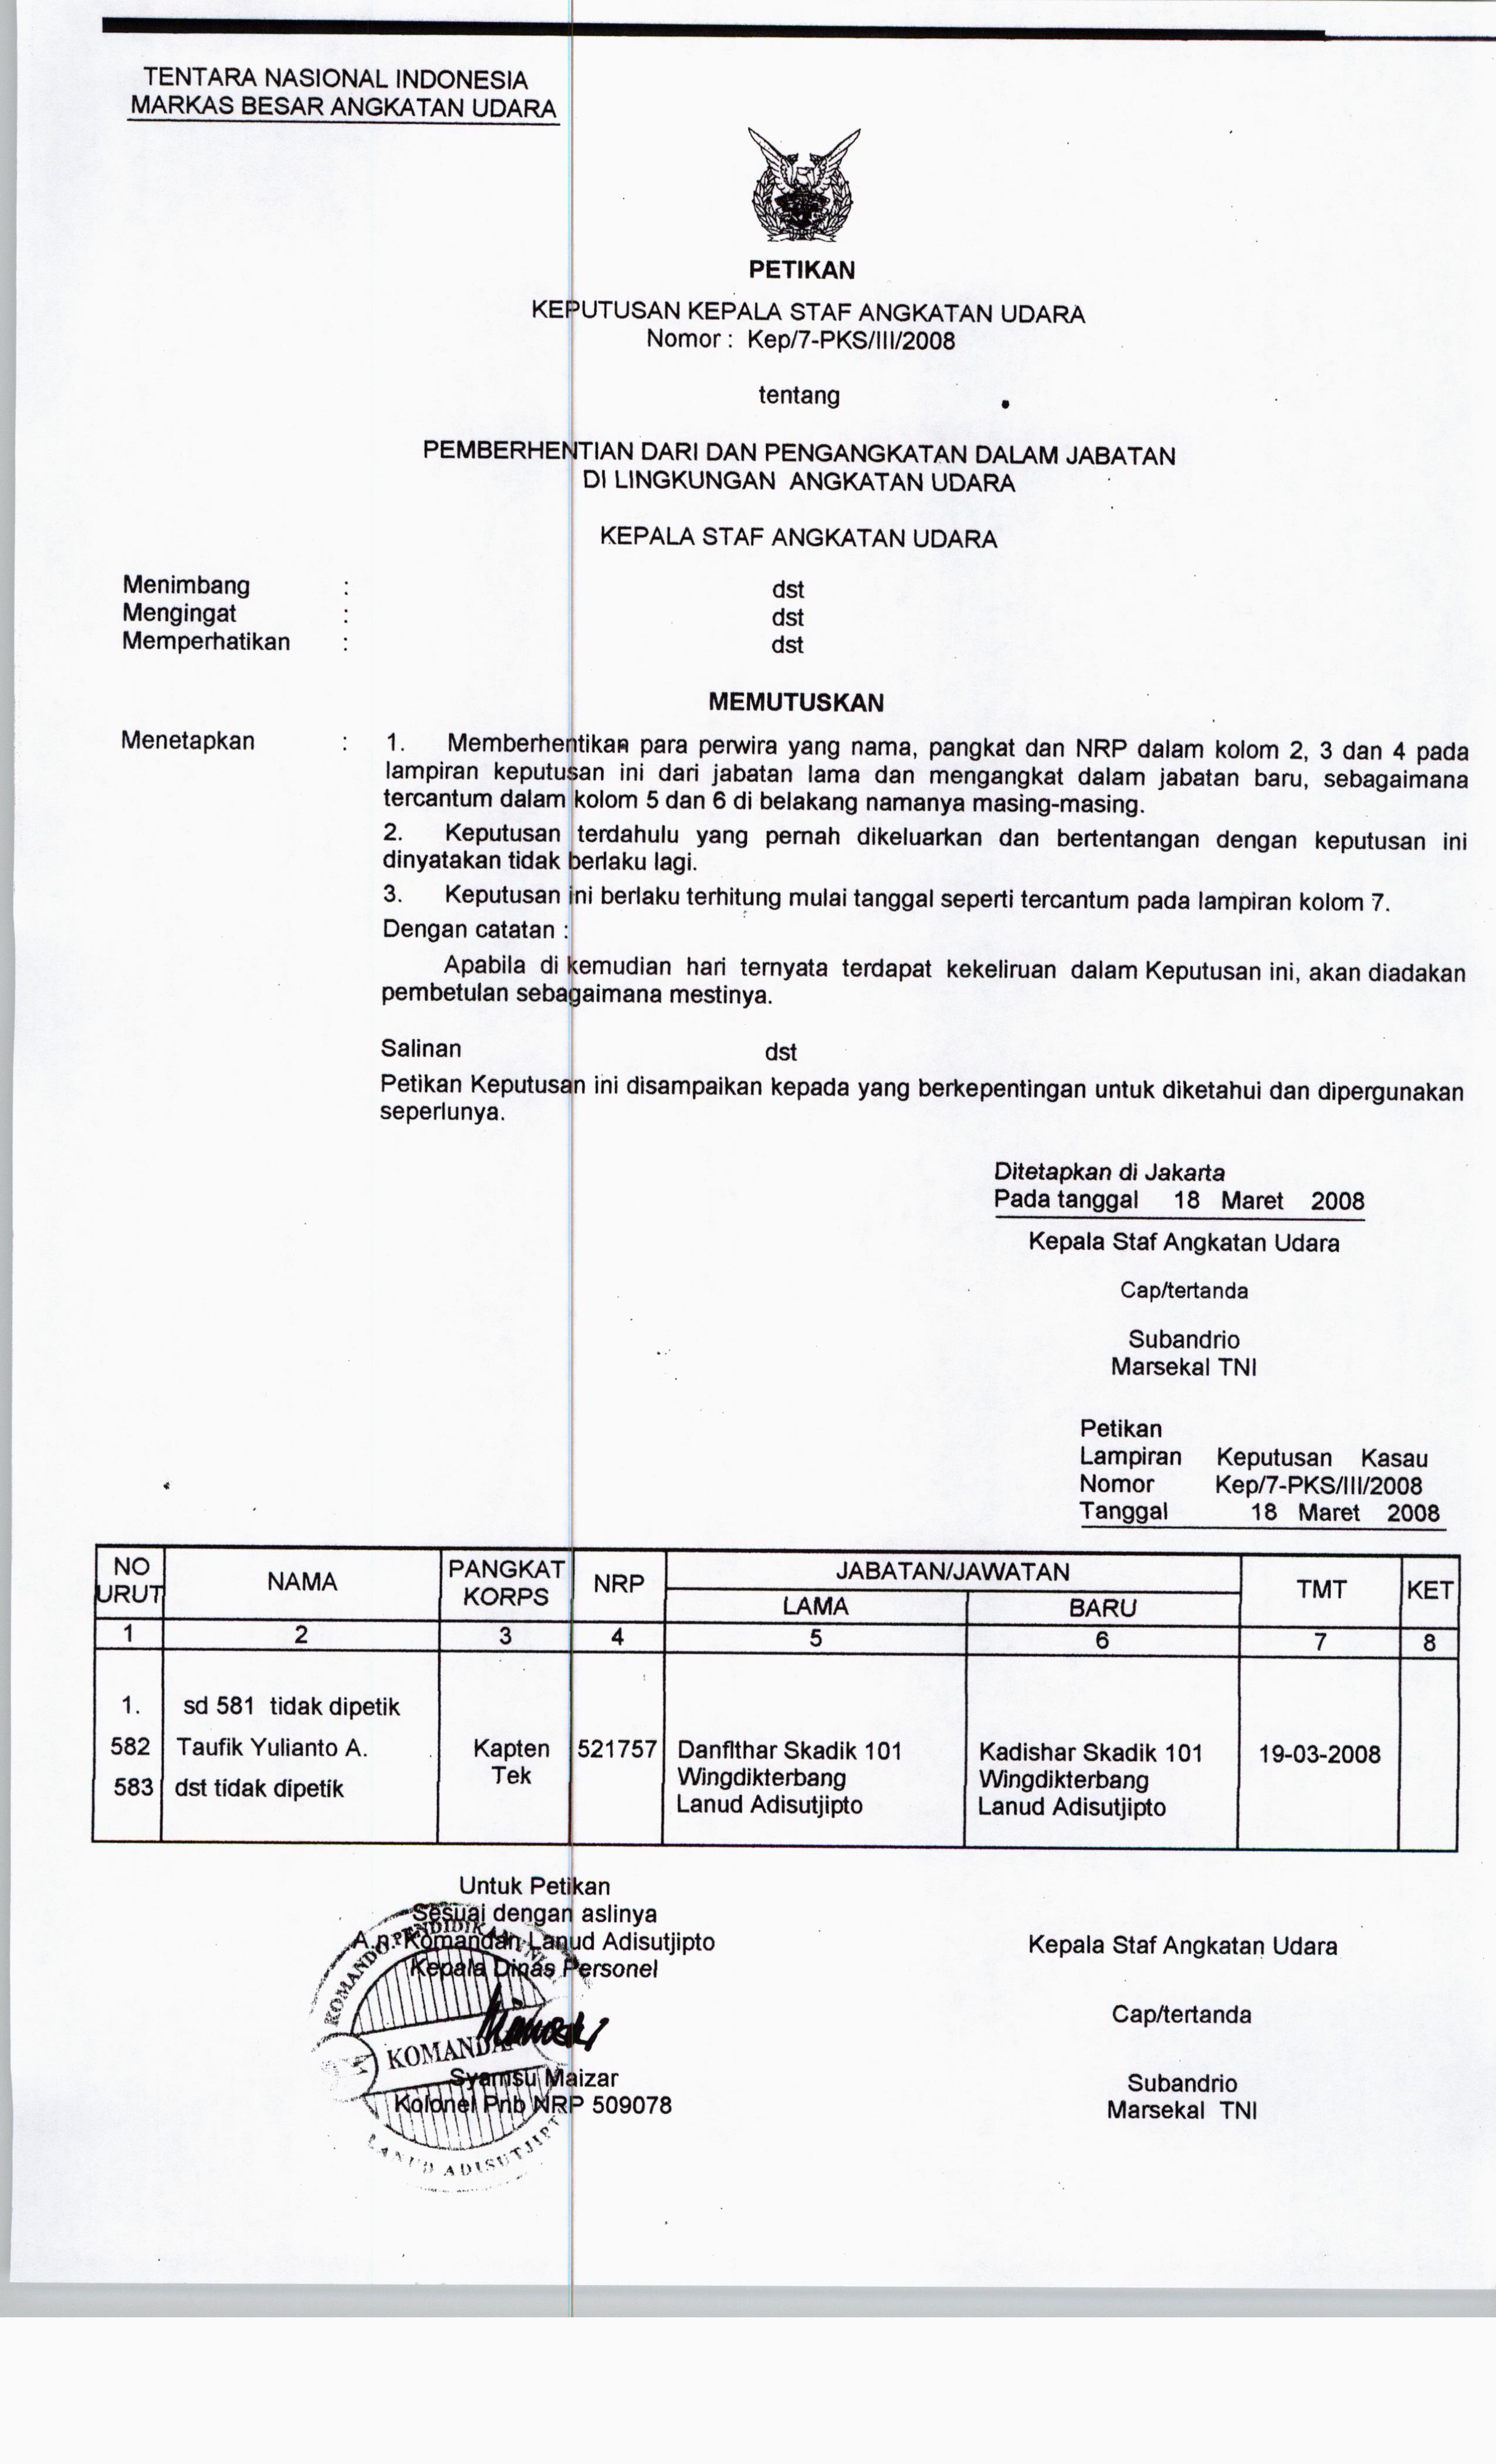 TENTARA NASIONAL INDONESIA
MARKAS BESAR ANGKATAN UDARA
PETIKAN
KEPUTUSAN KEPALA STAF ANGKATAN UDARA
Nomor : Kep/7-PKS/III/2008
tentang
PEMBERHENTIAN DARI DAN PENGANGKATAN DALAM JABATAN
DI LINGKUNGAN ANGKATAN UDARA
KEPALA STAF ANGKATAN UDARA
Menimbang : dst
Mengingat : dst
Memperhatikan : dst
MEMUTUSKAN
Menetapkan : 1. Memberhentikan para perwira yang nama, pangkat dan NRP dalam kolom 2, 3 dan 4 pada
lampiran keputusan ini dari jabatan lama dan mengangkat dalam jabatan baru, sebagaimana
tercantum dalam kolom 5 dan 6 di belakang namanya masing-masing.
2. Keputusan terdahulu yang pernah dikeluarkan dan bertentangan dengan keputusan ini
dinyatakan tidak berlaku lagi.
3. Keputusan ini berlaku terhitung mulai tanggal seperti tercantum pada lampiran kolom 7.
Dengan catatan :
Apabila di kemudian hari ternyata terdapat kekeliruan dalam Keputusan ini, akan diadakan
pembetulan sebagaimana mestinya.
Salinan dst
Petikan Keputusan ini disampaikan kepada yang berkepentingan untuk diketahui dan dipergunakan
seperlunya.
Ditetapkan di Jakarta
Pada tanggal 18 Maret 2008
Kepala Staf Angkatan Udara
Cap/tertanda
Subandrio
Marsekal TNI
Petikan
Lampiran Keputusan Kasau
Nomor Kep/7-PKS/III/2008
Tanggal 18 Maret 2008
NO URUT NAMA PANGKAT KORPS NRP JABATAN/JAWATAN TMT KET
LAMA BARU
1 2 3 4 5 6 7 8
1. sd 581 tidak dipetik
582 Taufik Yulianto A. Kapten 521757 Danflthar Skadik 101 Kadishar Skadik 101 19-03-2008
Tek Wingdikterbang Wingdikterbang
583 dst tidak dipetik Lanud Adisutjipto Lanud Adisutjipto
Untuk Petikan
Sesuai dengan aslinya
A.n. Komandan Lanud Adisutjipto
Kepala Dinas Personel
KOMANDO PENDIDIKAN
KOMANDAN
LANUD ADISUTJIPTO
Syamsu Maizar
Kolonel Pnb NRP 509078
Kepala Staf Angkatan Udara
Cap/tertanda
Subandrio
Marsekal TNI